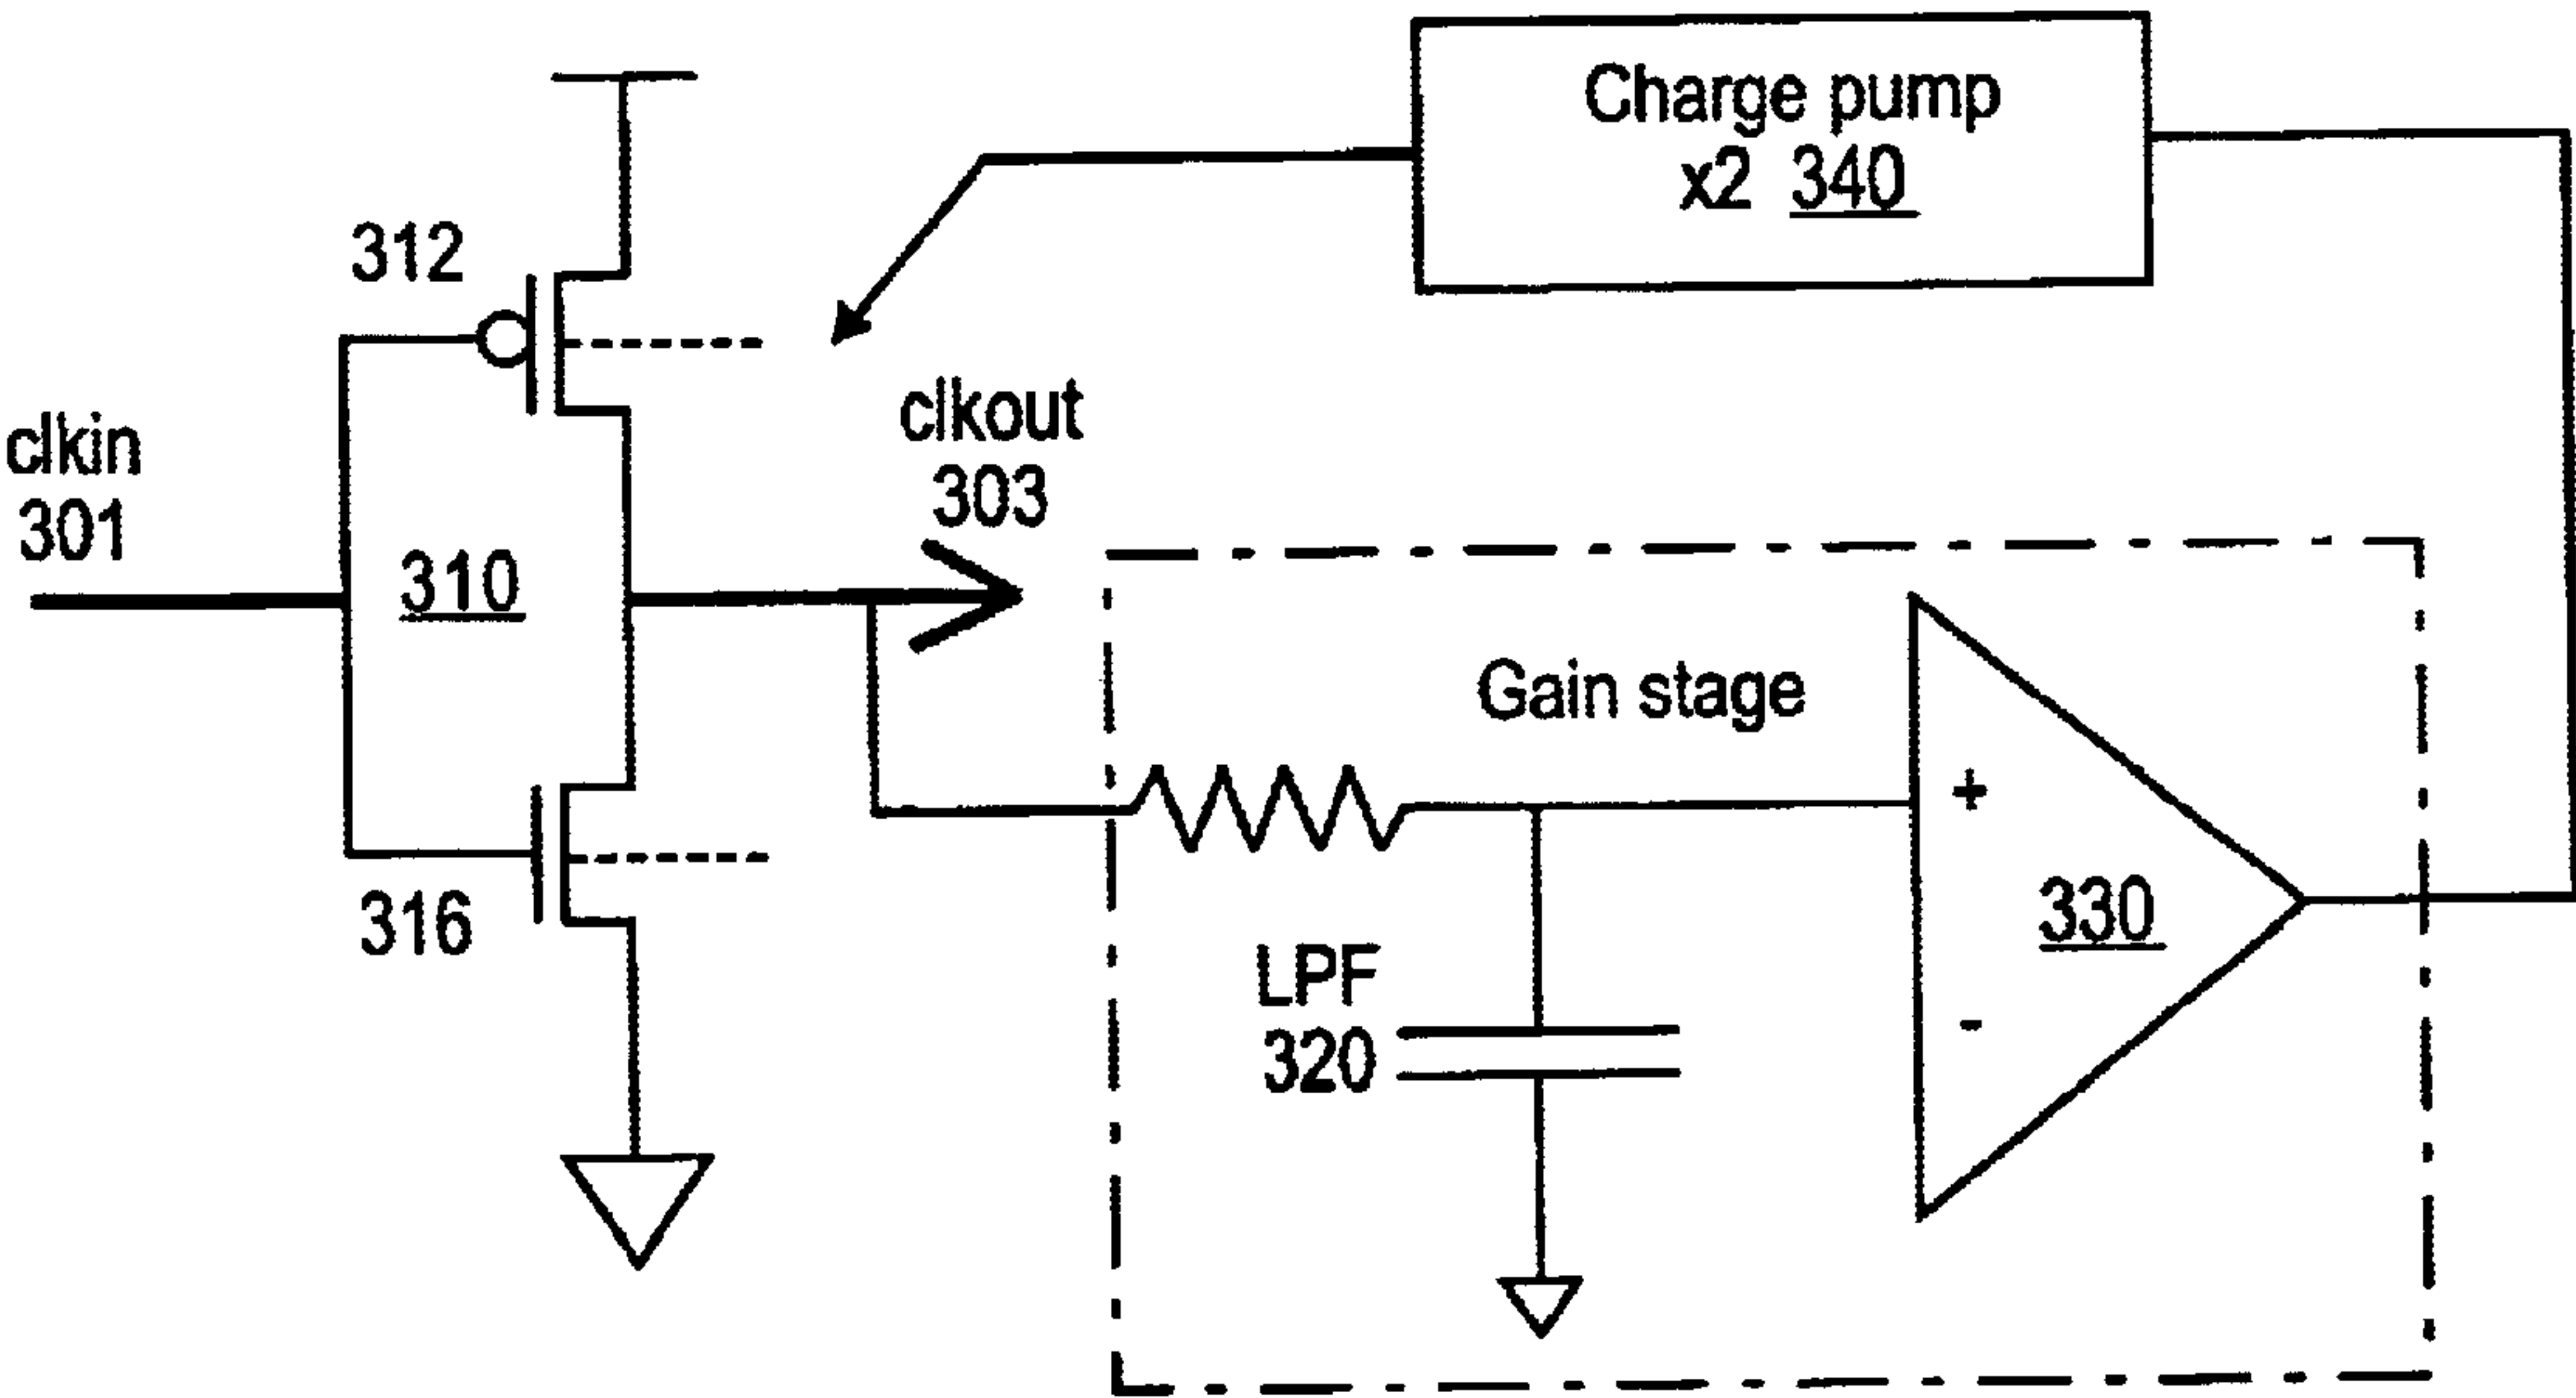 Charge pump
x2 340
312
clkin
301
310
clkout
303
316
Gain stage
+
330
-
LPF
320